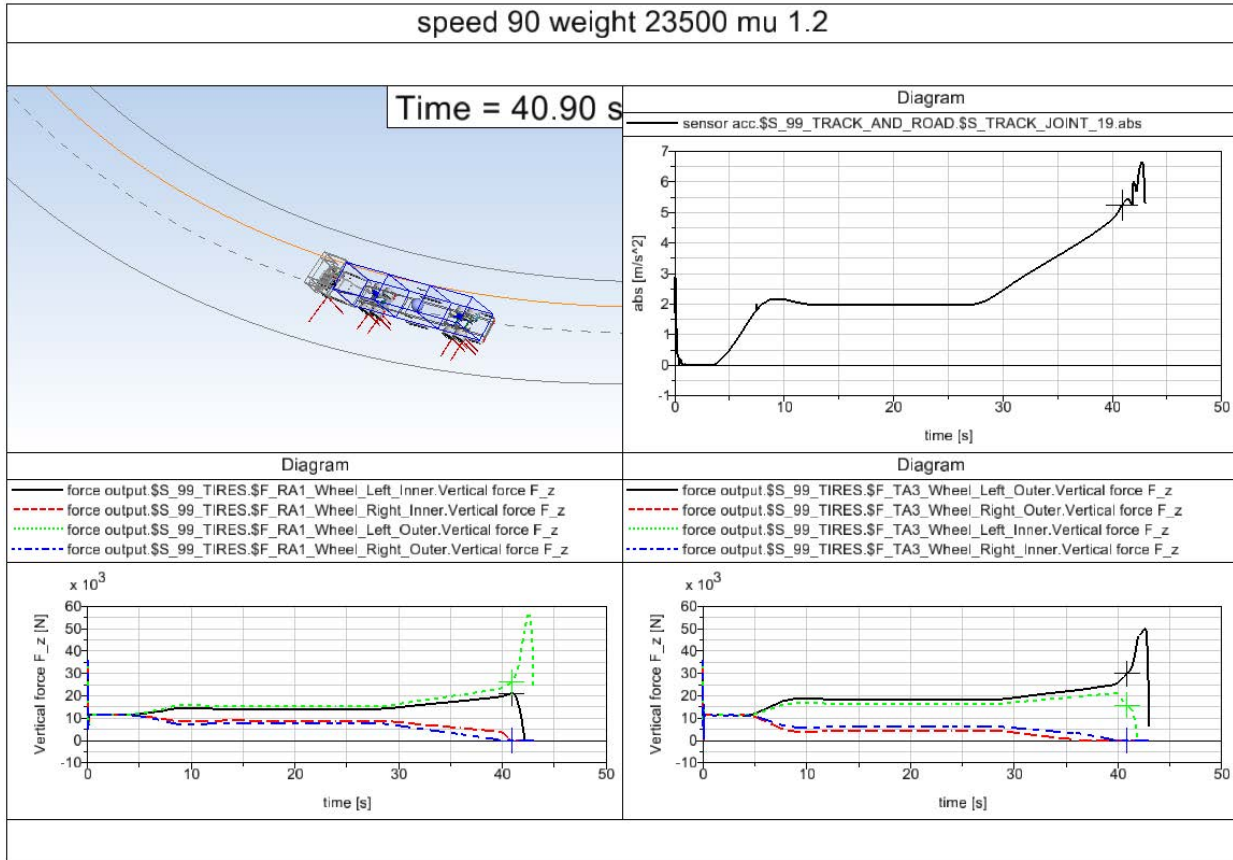 speed 90 weight 23500 mu 1.2
Time = 40.90 s
Diagram
sensor acc.$S_99_TRACK_AND_ROAD.$S_TRACK_JOINT_19.abs
abs [m/s^2]
7
6
5
4
3
2
1
0
-1
0 10 20 30 40 50
time [s]
Diagram
force output.$S_99_TIRES.$F_RA1_Wheel_Left_Inner.Vertical force F_z
force output.$S_99_TIRES.$F_RA1_Wheel_Right_Inner.Vertical force F_z
force output.$S_99_TIRES.$F_RA1_Wheel_Left_Outer.Vertical force F_z
force output.$S_99_TIRES.$F_RA1_Wheel_Right_Outer.Vertical force F_z
x 10^3
Vertical force F_z [N]
60
50
40
30
20
10
0
-10
0 10 20 30 40 50
time [s]
Diagram
force output.$S_99_TIRES.$F_TA3_Wheel_Left_Outer.Vertical force F_z
force output.$S_99_TIRES.$F_TA3_Wheel_Right_Outer.Vertical force F_z
force output.$S_99_TIRES.$F_TA3_Wheel_Left_Inner.Vertical force F_z
force output.$S_99_TIRES.$F_TA3_Wheel_Right_Inner.Vertical force F_z
x 10^3
Vertical force F_z [N]
60
50
40
30
20
10
0
-10
0 10 20 30 40 50
time [s]